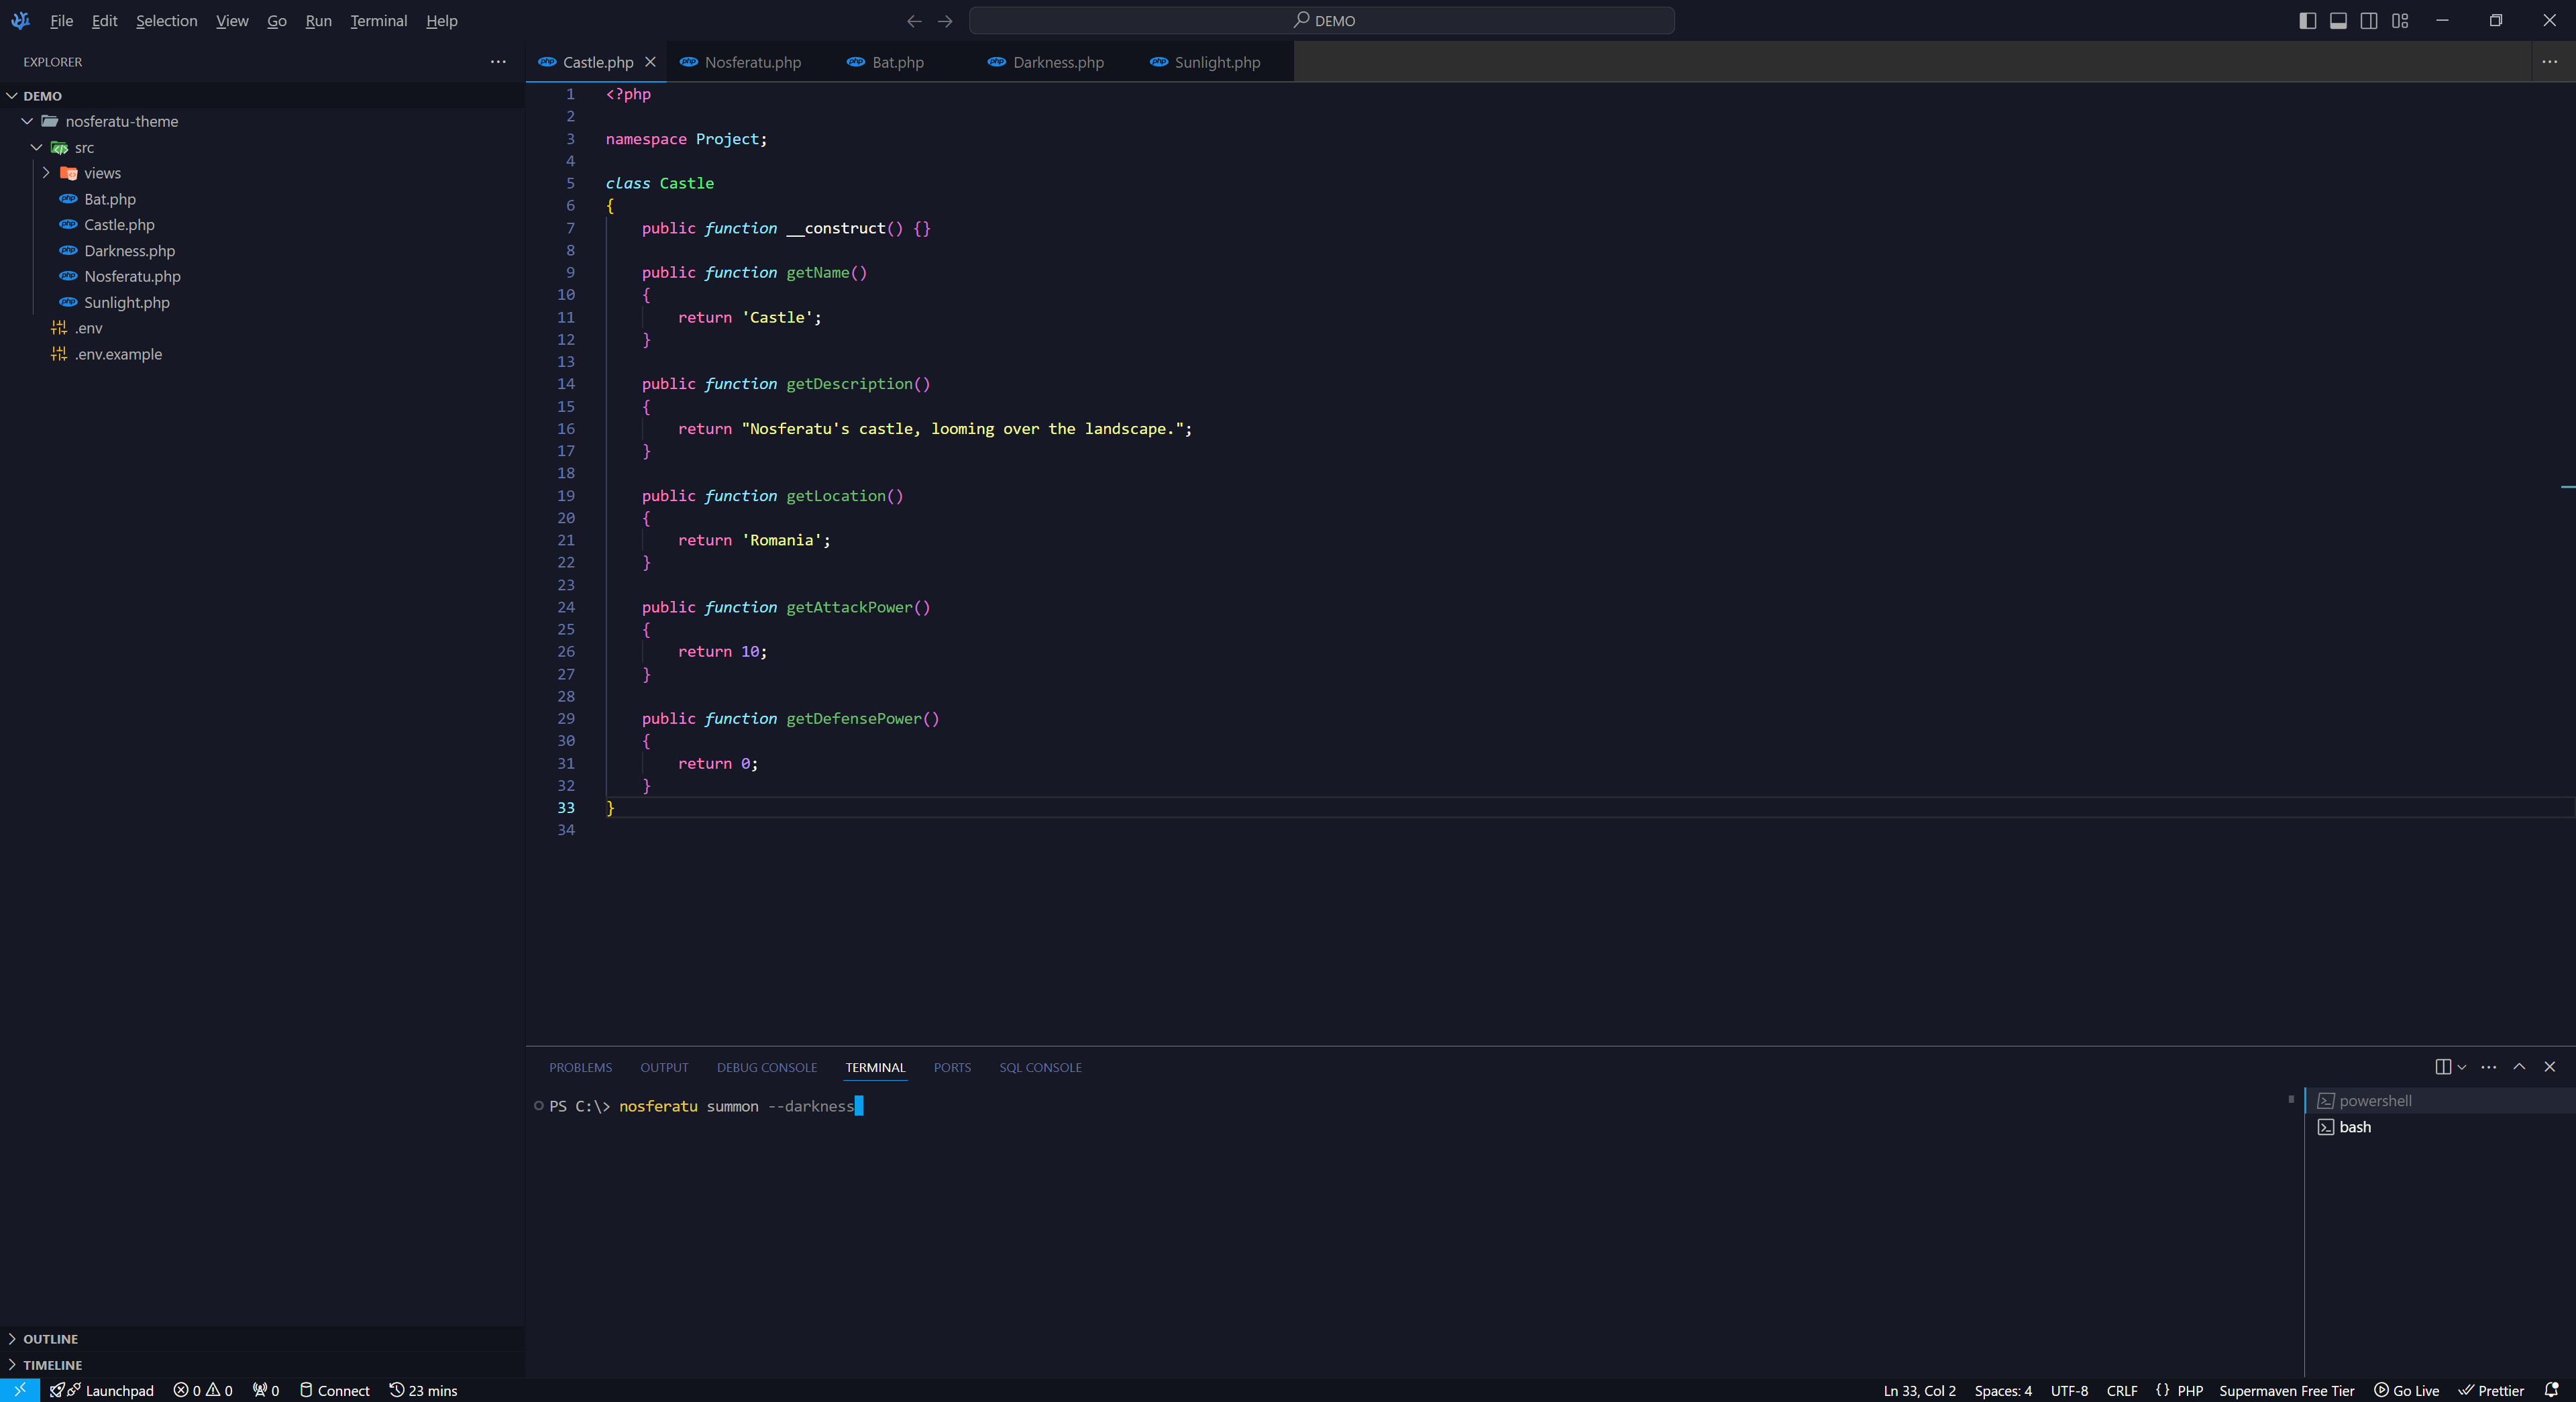 File Edit Selection View Go Run Terminal Help
DEMO
EXPLORER
DEMO
nosferatu-theme
src
views
Bat.php
Castle.php
Darkness.php
Nosferatu.php
Sunlight.php
.env
.env.example
OUTLINE
TIMELINE
Castle.php Nosferatu.php Bat.php Darkness.php Sunlight.php
1 <?php
2
3 namespace Project;
4
5 class Castle
6 {
7 public function __construct() {}
8
9 public function getName()
10 {
11 return 'Castle';
12 }
13
14 public function getDescription()
15 {
16 return "Nosferatu's castle, looming over the landscape.";
17 }
18
19 public function getLocation()
20 {
21 return 'Romania';
22 }
23
24 public function getAttackPower()
25 {
26 return 10;
27 }
28
29 public function getDefensePower()
30 {
31 return 0;
32 }
33 }
34
PROBLEMS OUTPUT DEBUG CONSOLE TERMINAL PORTS SQL CONSOLE
PS C:\> nosferatu summon --darkness
powershell
bash
Launchpad 0 0 0 Connect 23 mins Ln 33, Col 2 Spaces: 4 UTF-8 CRLF {} PHP Supermaven Free Tier Go Live Prettier